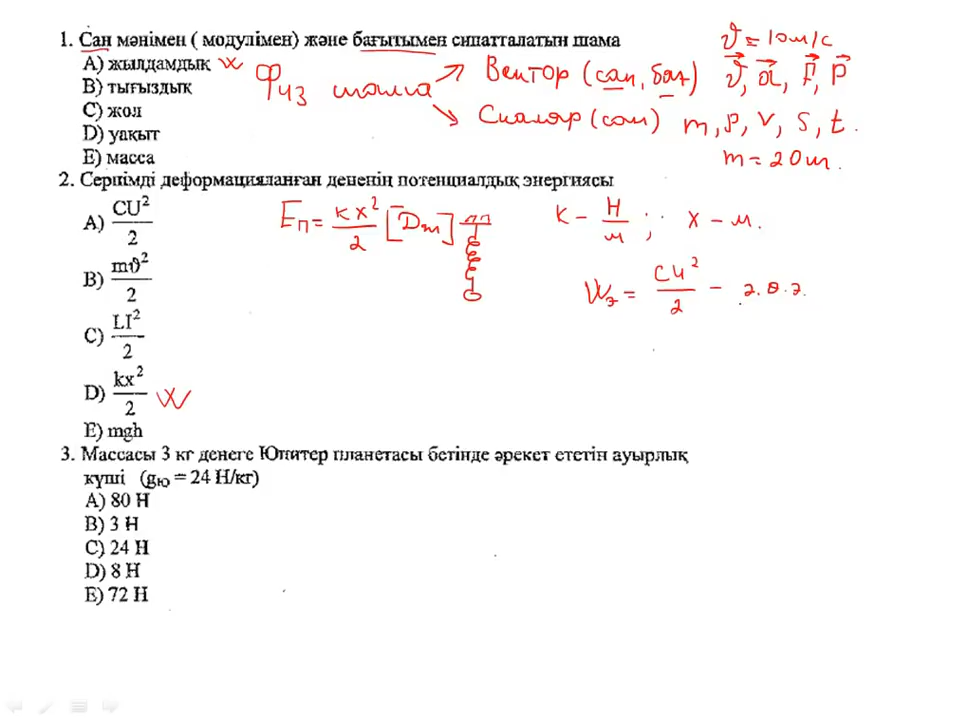 1. Сан мәнімен ( модулімен) және бағытымен сипатталатын шама
A) жылдамдық
B) тығыздық
C) жол
D) уақыт
E) масса
Физ шама
Вектор (сан, бағ)
Скаляр (сан)
ϑ = 10 м/с
ϑ, a, F, P
m, ρ, V, S, t.
m = 20 т.
2. Серпімді деформацияланған дененің потенциалдық энергиясы
A) CU²/2
B) mϑ²/2
C) LI²/2
D) kx²/2
E) mgh
Eп = kx²/2 [Дж]
K – Н/м ; x – м.
Wэ = CU²/2 –
3. Массасы 3 кг денеге Юпитер планетасы бетінде әрекет ететін ауырлық
күші (gю = 24 Н/кг)
A) 80 Н
B) 3 Н
C) 24 Н
D) 8 Н
E) 72 Н